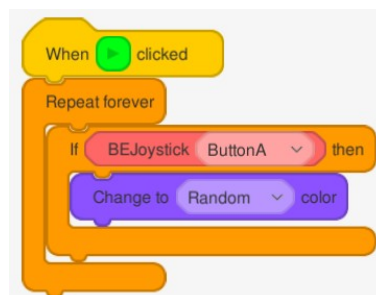 When clicked
Repeat forever
If BEJoystick ButtonA then
Change to Random color